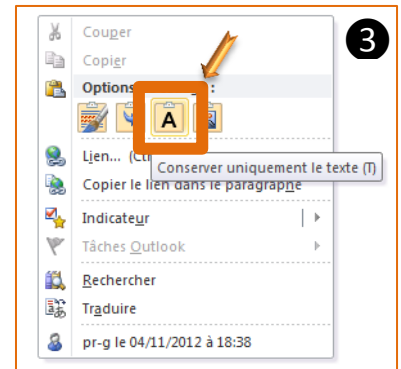 3
Couper
Copier
Options :
A
Lien... (Ct
Conserver uniquement le texte (T)
Copier le lien dans le paragraphe
Indicateur
Tâches Outlook
Rechercher
Traduire
pr-g le 04/11/2012 à 18:38